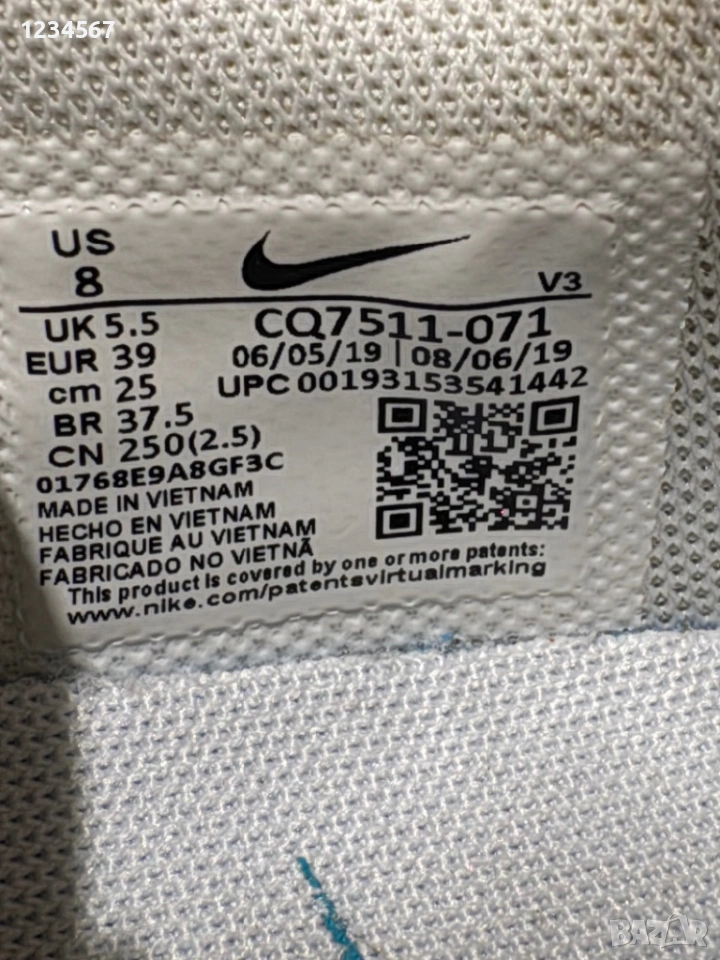 1234567
US
8
V3
UK 5.5
CQ7511-071
EUR 39
06/05/19 | 08/06/19
cm 25
UPC 00193153541442
BR 37.5
CN 250(2.5)
01768E9A8GF3C
MADE IN VIETNAM
HECHO EN VIETNAM
FABRIQUE AU VIETNAM
FABRICADO NO VIETNÃ
This product is covered by one or more patents:
www.nike.com/patentsvirtualmarking
BAZAR